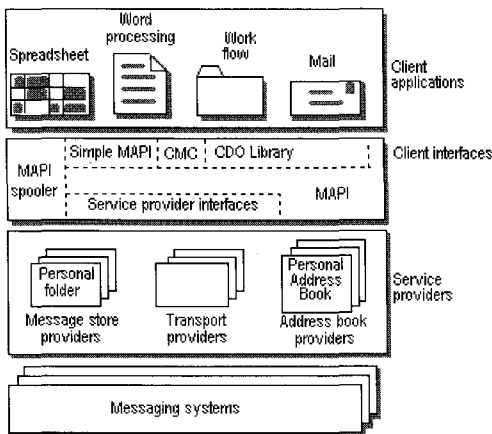 Spreadsheet
Word
processing
Work
flow
Mail
Client
applications
MAPI
spooler
Simple MAPI
CMC
CDO Library
Client interfaces
Service provider interfaces
MAPI
Personal
folder
Message store
providers
Transport
providers
Personal
Address
Book
Address book
providers
Service
providers
Messaging systems